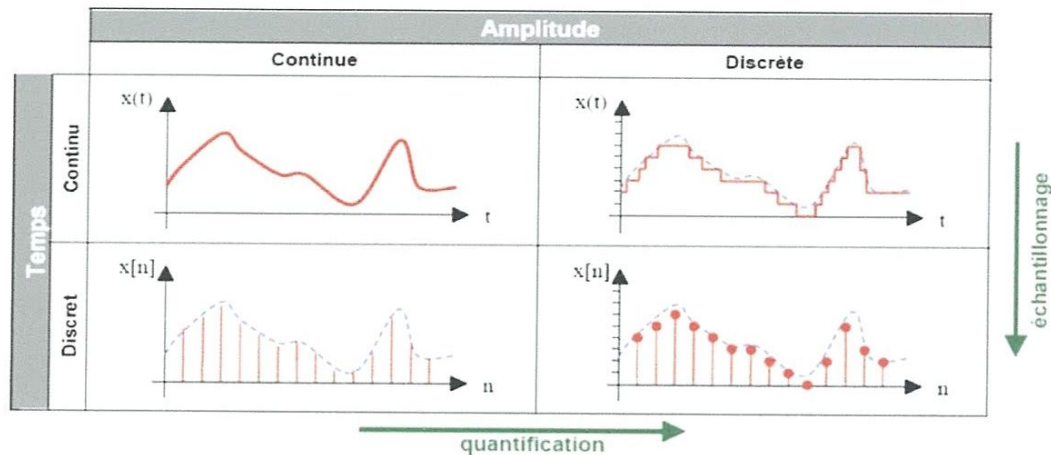 Amplitude
Continue
Discrète
Temps
Continu
x(t)
t
x(t)
t
Discret
x[n]
n
x[n]
n
échantillonnage
quantification